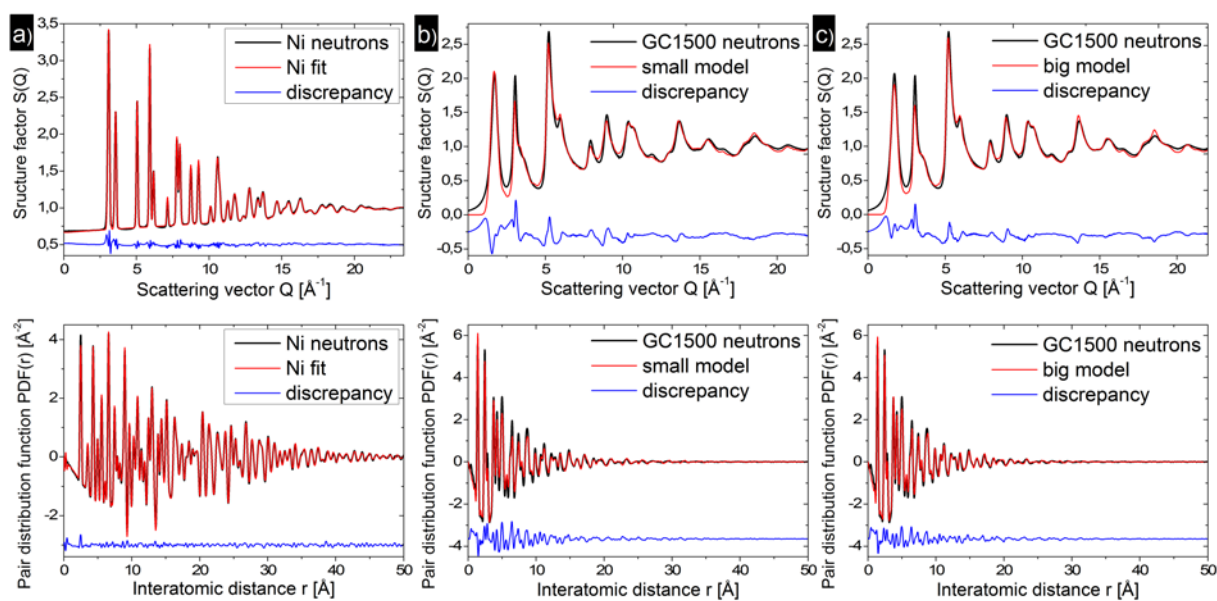 a)
Sructure factor S(Q)
3,5
3,0
2,5
2,0
1,5
1,0
0,5
0 5 10 15 20
Scattering vector Q [Å⁻¹]
Ni neutrons
Ni fit
discrepancy
b)
Sructure factor S(Q)
2,5
2,0
1,5
1,0
0,5
0,0
-0,5
0 5 10 15 20
Scattering vector Q [Å⁻¹]
GC1500 neutrons
small model
discrepancy
c)
Sructure factor S(Q)
2,5
2,0
1,5
1,0
0,5
0,0
-0,5
0 5 10 15 20
Scattering vector Q [Å⁻¹]
GC1500 neutrons
big model
discrepancy
Pair distribution function PDF(r) [Å⁻²]
4
2
0
-2
0 10 20 30 40 50
Interatomic distance r [Å]
Ni neutrons
Ni fit
discrepancy
Pair distribution function PDF(r) [Å⁻²]
6
4
2
0
-2
-4
0 10 20 30 40 50
Interatomic distance r [Å]
GC1500 neutrons
small model
discrepancy
Pair distribution function PDF(r) [Å⁻²]
6
4
2
0
-2
-4
0 10 20 30 40 50
Interatomic distance r [Å]
GC1500 neutrons
big model
discrepancy